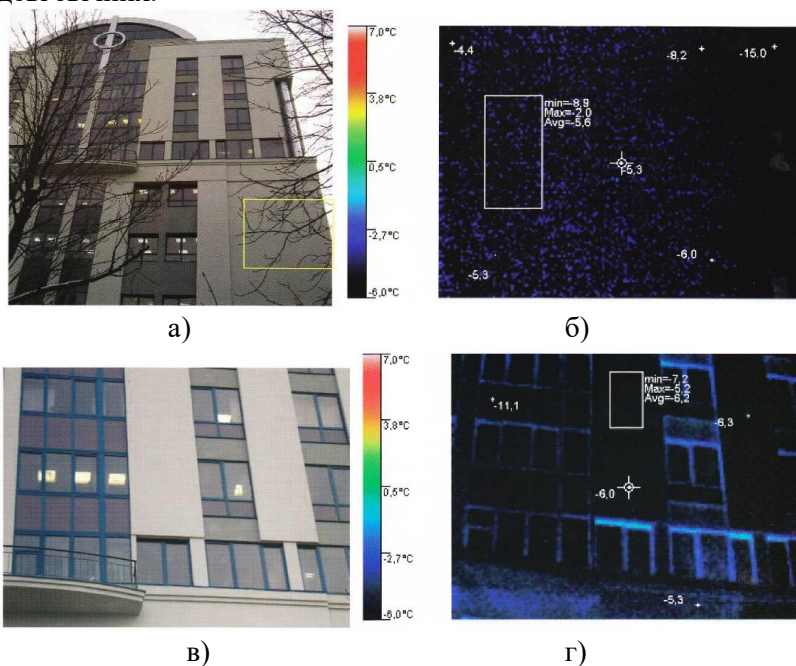 7,0°C
3,8°C
0,5°C
-2,7°C
-6,0°C
-4,4
-8,2
-15,0
min=-8,9
Max=-2,0
Avg=-5,6
-5,3
-6,0
-5,3
а)
б)
7,0°C
3,8°C
0,5°C
-2,7°C
-6,0°C
min=-7,2
Max=-5,2
Avg=-6,2
-11,1
-6,3
-6,0
-5,3
в)
г)